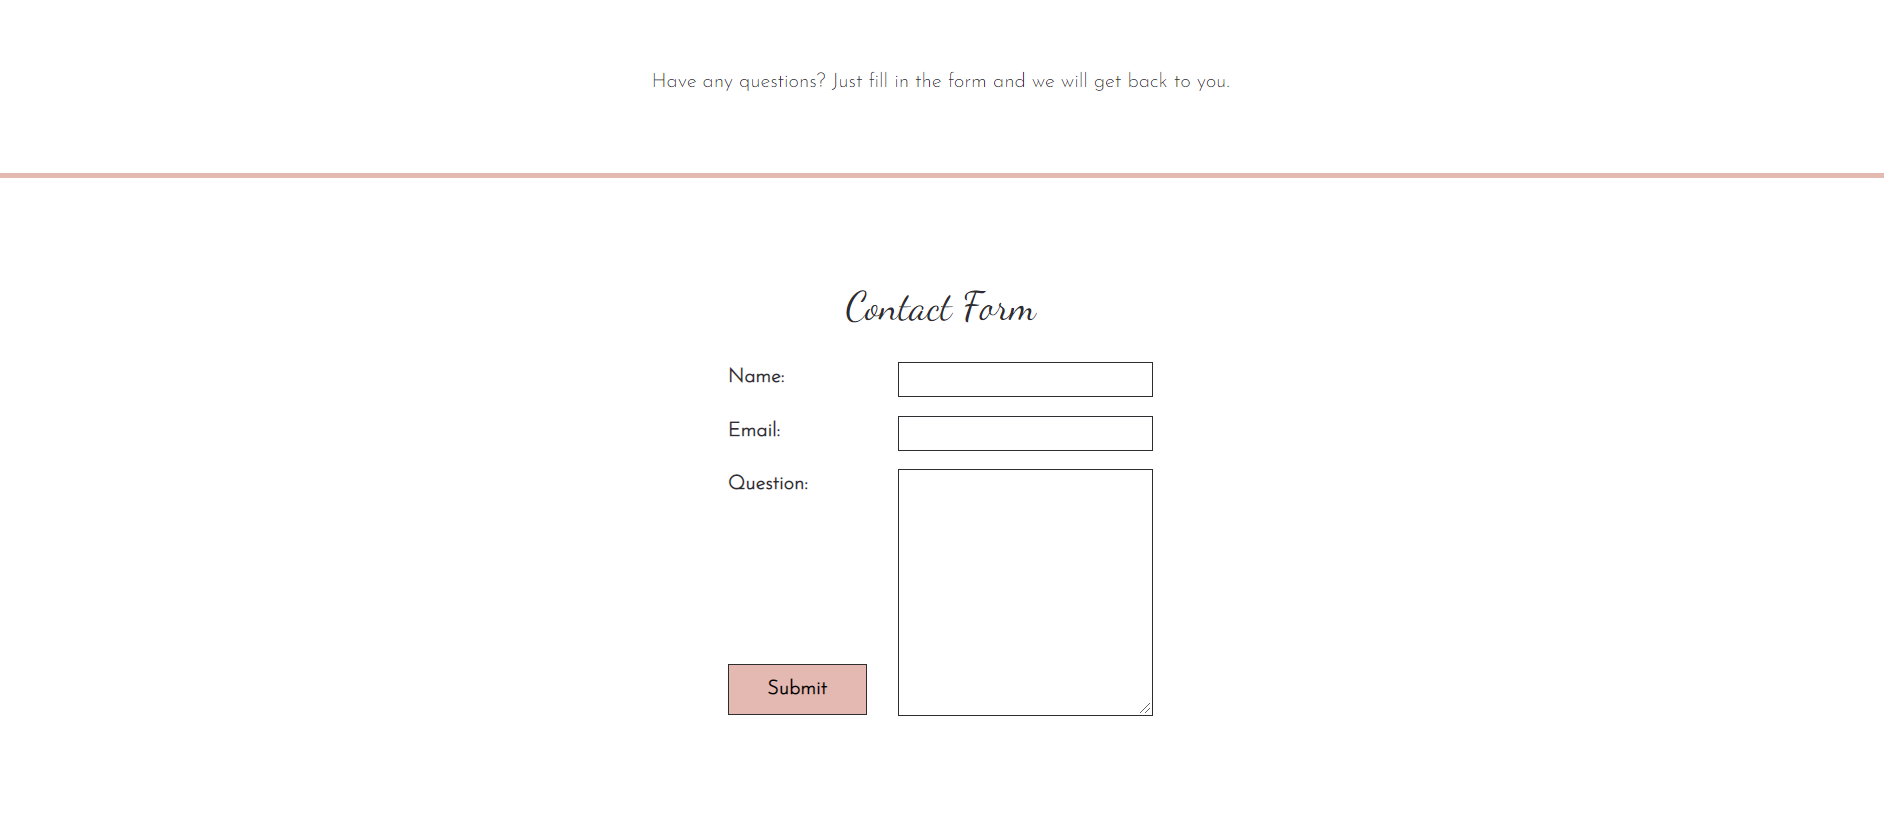 Have any questions? Just fill in the form and we will get back to you.
Contact Form
Name:
Email:
Question:
Submit